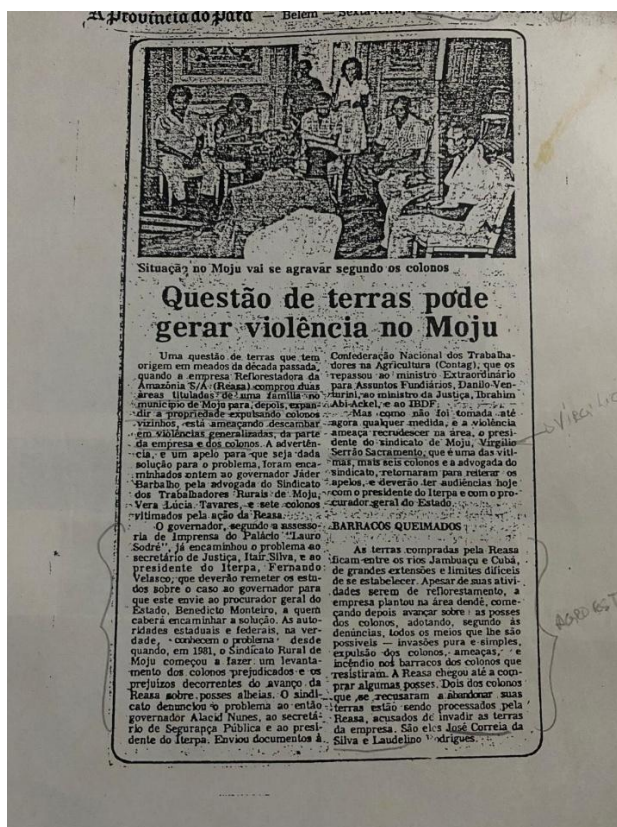 A Província do Pará — Belém — Sexta-feira,
Situação no Moju vai se agravar segundo os colonos
Questão de terras pode
gerar violência no Moju
Uma questão de terras que tem
origem em meados da década passada,
quando a empresa Reflorestadora da
Amazônia S/A (Reasa) comprou duas
áreas tituladas de uma família no
município de Moju para, depois, expan-
dir a propriedade expulsando colonos
vizinhos, está ameaçando descambar
em violências generalizadas, da parte
da empresa e dos colonos. A advertên-
cia, e um apelo para que seja dada
solução para o problema, foram enca-
minhados ontem ao governador Jáder
Barbalho pela advogada do Sindicato
dos Trabalhadores Rurais de Moju,
Vera Lúcia Tavares, e sete colonos
vitimados pela ação da Reasa.
O governador, segundo a assesso-
ria de Imprensa do Palácio "Lauro
Sodré", já encaminhou o problema ao
secretário de Justiça, Itair Silva, e ao
presidente do Iterpa, Fernando
Velasco, que deverão remeter os estu-
dos sobre o caso ao governador para
que este envie ao procurador geral do
Estado, Benedicto Monteiro, a quem
caberá encaminhar a solução. As auto-
ridades estaduais e federais, na ver-
dade, conhecem o problema desde
quando, em 1981, o Sindicato Rural de
Moju começou a fazer um levanta-
mento dos colonos prejudicados e os
prejuízos decorrentes do avanço da
Reasa sobre posses alheias. O sindi-
cato denunciou o problema ao então
governador Alacid Nunes, ao secretá-
rio de Segurança Pública e ao presi-
dente do Iterpa. Enviou documentos à
Confederação Nacional dos Trabalha-
dores na Agricultura (Contag), que os
repassou ao ministro Extraordinário
para Assuntos Fundiários, Danilo Ven-
turini, ao ministro da Justiça, Ibrahim
Abi-Ackel, e ao IBDF.
Mas como não foi tomada até
agora qualquer medida, e a violência
ameaça recrudescer na área, o presi-
dente do sindicato de Moju, Virgílio
Serrão Sacramento, que é uma das víti-
mas, mais seis colonos e a advogada do
sindicato, retornaram para reiterar os
apelos, e deverão ter audiências hoje
com o presidente do Iterpa e com o pro-
curador geral do Estado.
BARRACOS QUEIMADOS
As terras compradas pela Reasa
ficam entre os rios Jambuaçu e Cubá,
de grandes extensões e limites difíceis
de se estabelecer. Apesar de suas ativi-
dades serem de reflorestamento, a
empresa plantou na área dendê, come-
çando depois avançar sobre as posses
dos colonos, adotando, segundo as
denúncias, todos os meios que lhe são
possíveis — invasões pura e simples,
expulsão dos colonos, ameaças, e
incêndio nos barracos dos colonos que
resistiram. A Reasa chegou até a com-
prar algumas posses. Dois dos colonos
que se recusaram a abandonar suas
terras estão sendo processados pela
Reasa, acusados de invadir as terras
da empresa. São eles José Correia da
Silva e Laudelino Rodrigues.